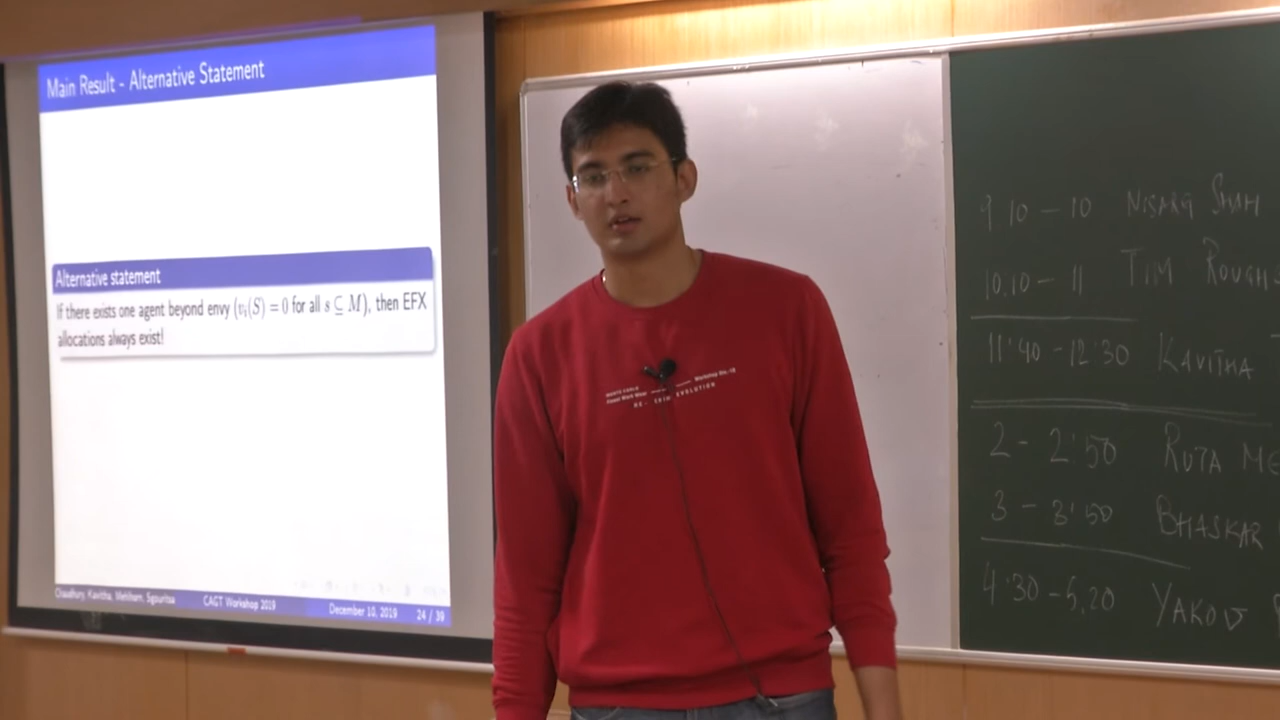 Main Result - Alternative Statement
Alternative statement
If there exists one agent beyond envy (vᵢ(S) = 0 for all s ⊆ M), then EFX
allocations always exist!
Chaudhury, Kavitha, Mehlhorn, Sgouritsa
CAGT Workshop 2019
December 10, 2019
24 / 39
9 10 - 10 NISARG SHAH
10.10 - 11 TIM ROUGH
11:40 - 12:30 KAVITHA
2 - 2:50 RUTA ME
3 - 3:50 BHASKAR
4.30 - 5.20 YAKOV